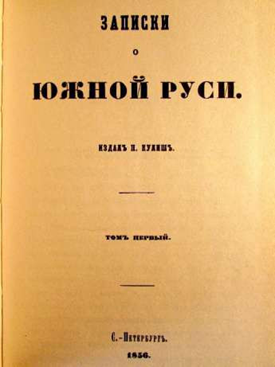 ЗАПИСКИ
О
ЮЖНОЙ РУСИ.
ИЗДАЛЪ П. КУЛИШЪ.
ТОМЪ ПЕРВЫЙ.
С.-ПЕТЕРБУРГЪ.
1856.